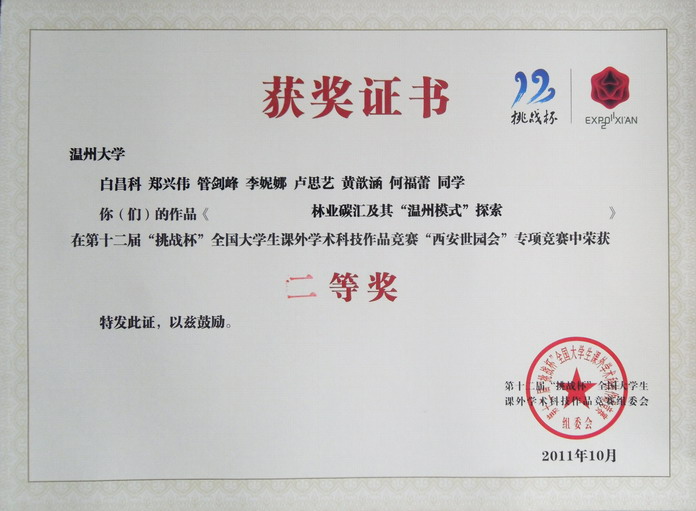 获奖证书
12
挑战杯
EXPO 2011 XI'AN
温州大学
白昌科 郑兴伟 管剑峰 李妮娜 卢思艺 黄歆涵 何福蕾 同学
你（们）的作品《 林业碳汇及其“温州模式”探索 》
在第十二届“挑战杯”全国大学生课外学术科技作品竞赛“西安世园会”专项竞赛中荣获
二等奖
特发此证，以兹鼓励。
第十二届“挑战杯”全国大学生
课外学术科技作品竞赛组委会
组委会
2011年10月